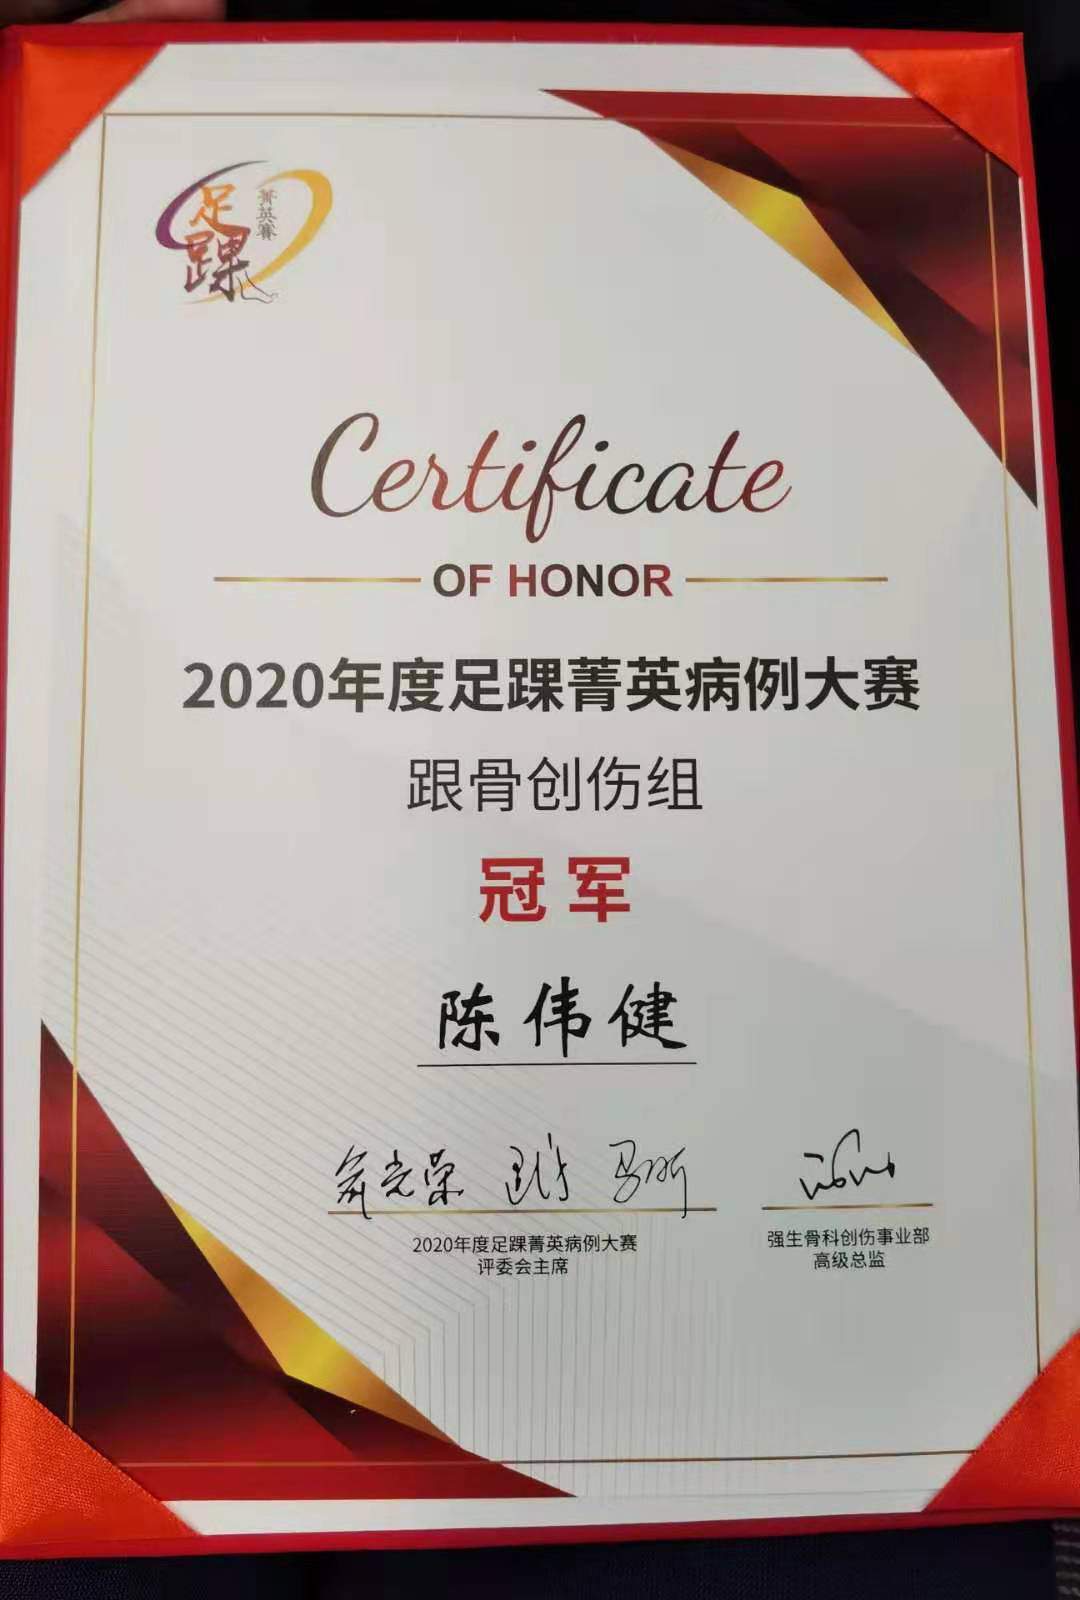 足踝
菁英赛
Certificate
OF HONOR
2020年度足踝菁英病例大赛
跟骨创伤组
冠军
陈伟健
俞光荣
2020年度足踝菁英病例大赛
评委会主席
强生骨科创伤事业部
高级总监